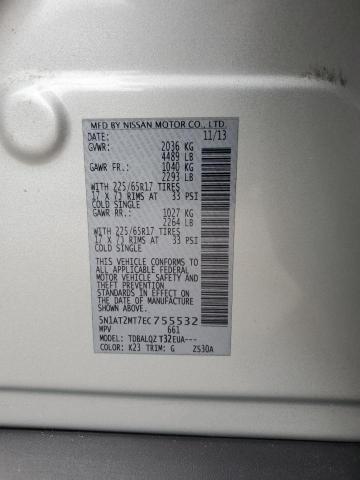 MFD BY NISSAN MOTOR CO., LTD.
DATE: 11/13
GVWR: 2036 KG
4489 LB
GAWR FR: 1040 KG
2293 LB
WITH 225/65R17 TIRES
17 X 7J RIMS AT 33 PSI
COLD SINGLE
GAWR RR: 1027 KG
2264 LB
WITH 225/65R17 TIRES
17 X 7J RIMS AT 33 PSI
COLD SINGLE
THIS VEHICLE CONFORMS TO ALL
APPLICABLE FEDERAL
MOTOR VEHICLE SAFETY AND
THEFT PREVENTION
STANDARDS IN EFFECT ON THE
DATE OF MANUFACTURE
SHOWN ABOVE.
5N1AT2MT7EC755532
MPV 661
MODEL: TDBALQZ T32EUA---
COLOR: K23 TRIM: G ZS30A